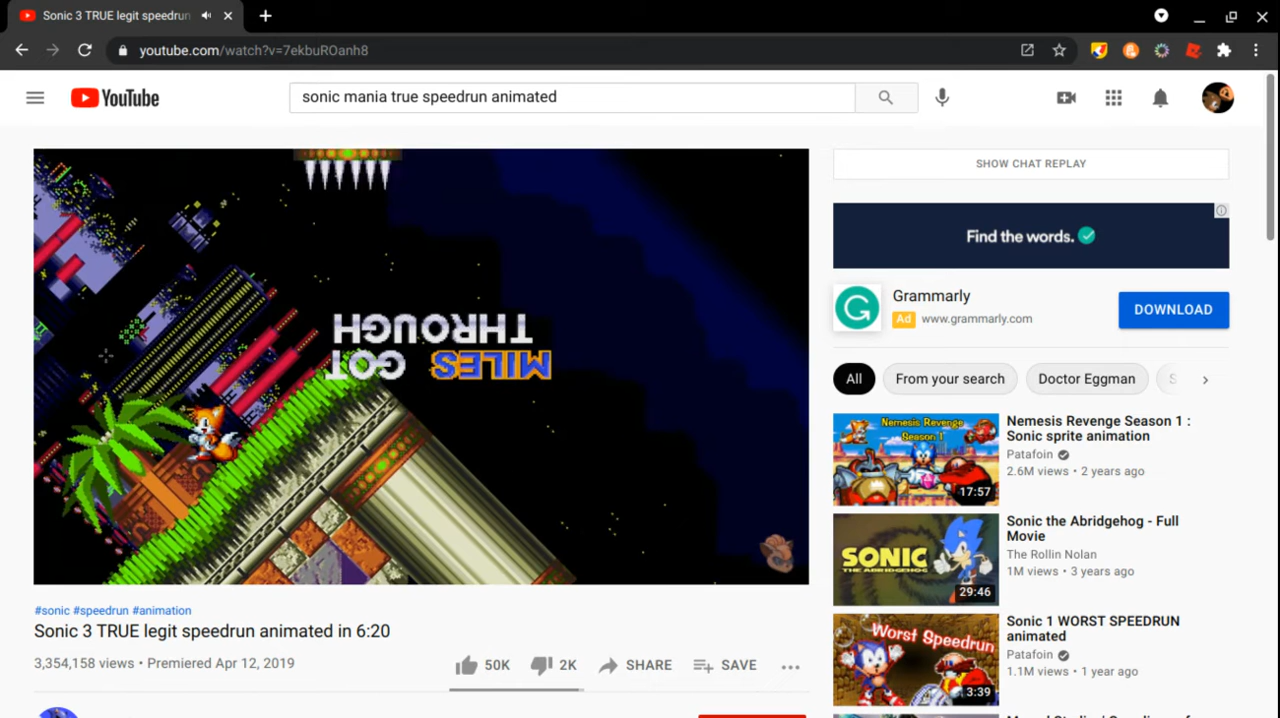 Sonic 3 TRUE legit speedrun
youtube.com/watch?v=7ekbuROanh8
YouTube
sonic mania true speedrun animated
MILES GOT
THROUGH
#sonic #speedrun #animation
Sonic 3 TRUE legit speedrun animated in 6:20
3,354,158 views • Premiered Apr 12, 2019
50K
2K
SHARE
SAVE
SHOW CHAT REPLAY
Find the words.
G
Grammarly
Ad www.grammarly.com
DOWNLOAD
All
From your search
Doctor Eggman
S
Nemesis Revenge
Season 1
17:57
Nemesis Revenge Season 1 :
Sonic sprite animation
Patafoin
2.6M views • 2 years ago
SONIC
THE ABRIDGEHOG
29:46
Sonic the Abridgehog - Full
Movie
The Rollin Nolan
1M views • 3 years ago
Worst Speedrun
3:39
Sonic 1 WORST SPEEDRUN
animated
Patafoin
1.1M views • 1 year ago